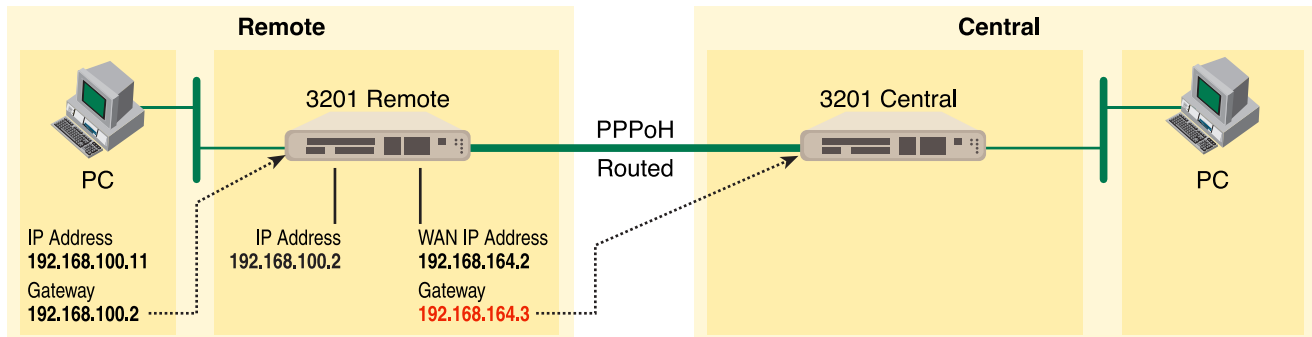 Remote
Central
3201 Remote
3201 Central
PPPoH
Routed
PC
PC
IP Address
192.168.100.11
Gateway
192.168.100.2
IP Address
192.168.100.2
WAN IP Address
192.168.164.2
Gateway
192.168.164.3